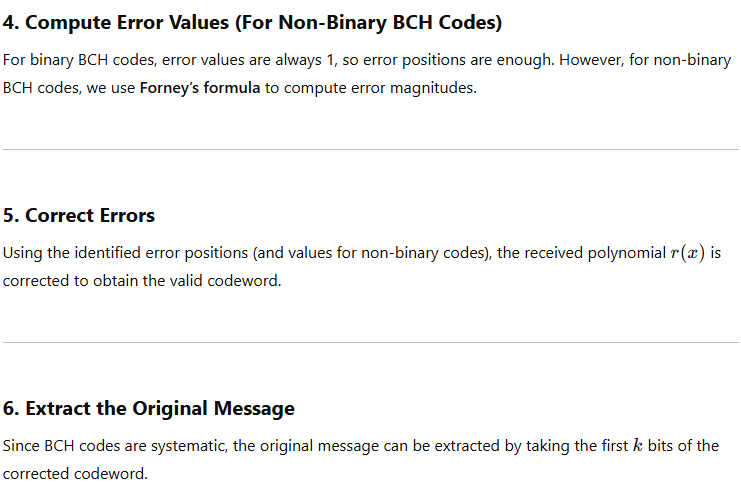 4. Compute Error Values (For Non-Binary BCH Codes)
For binary BCH codes, error values are always 1, so error positions are enough. However, for non-binary
BCH codes, we use Forney's formula to compute error magnitudes.
5. Correct Errors
Using the identified error positions (and values for non-binary codes), the received polynomial r(x) is
corrected to obtain the valid codeword.
6. Extract the Original Message
Since BCH codes are systematic, the original message can be extracted by taking the first k bits of the
corrected codeword.